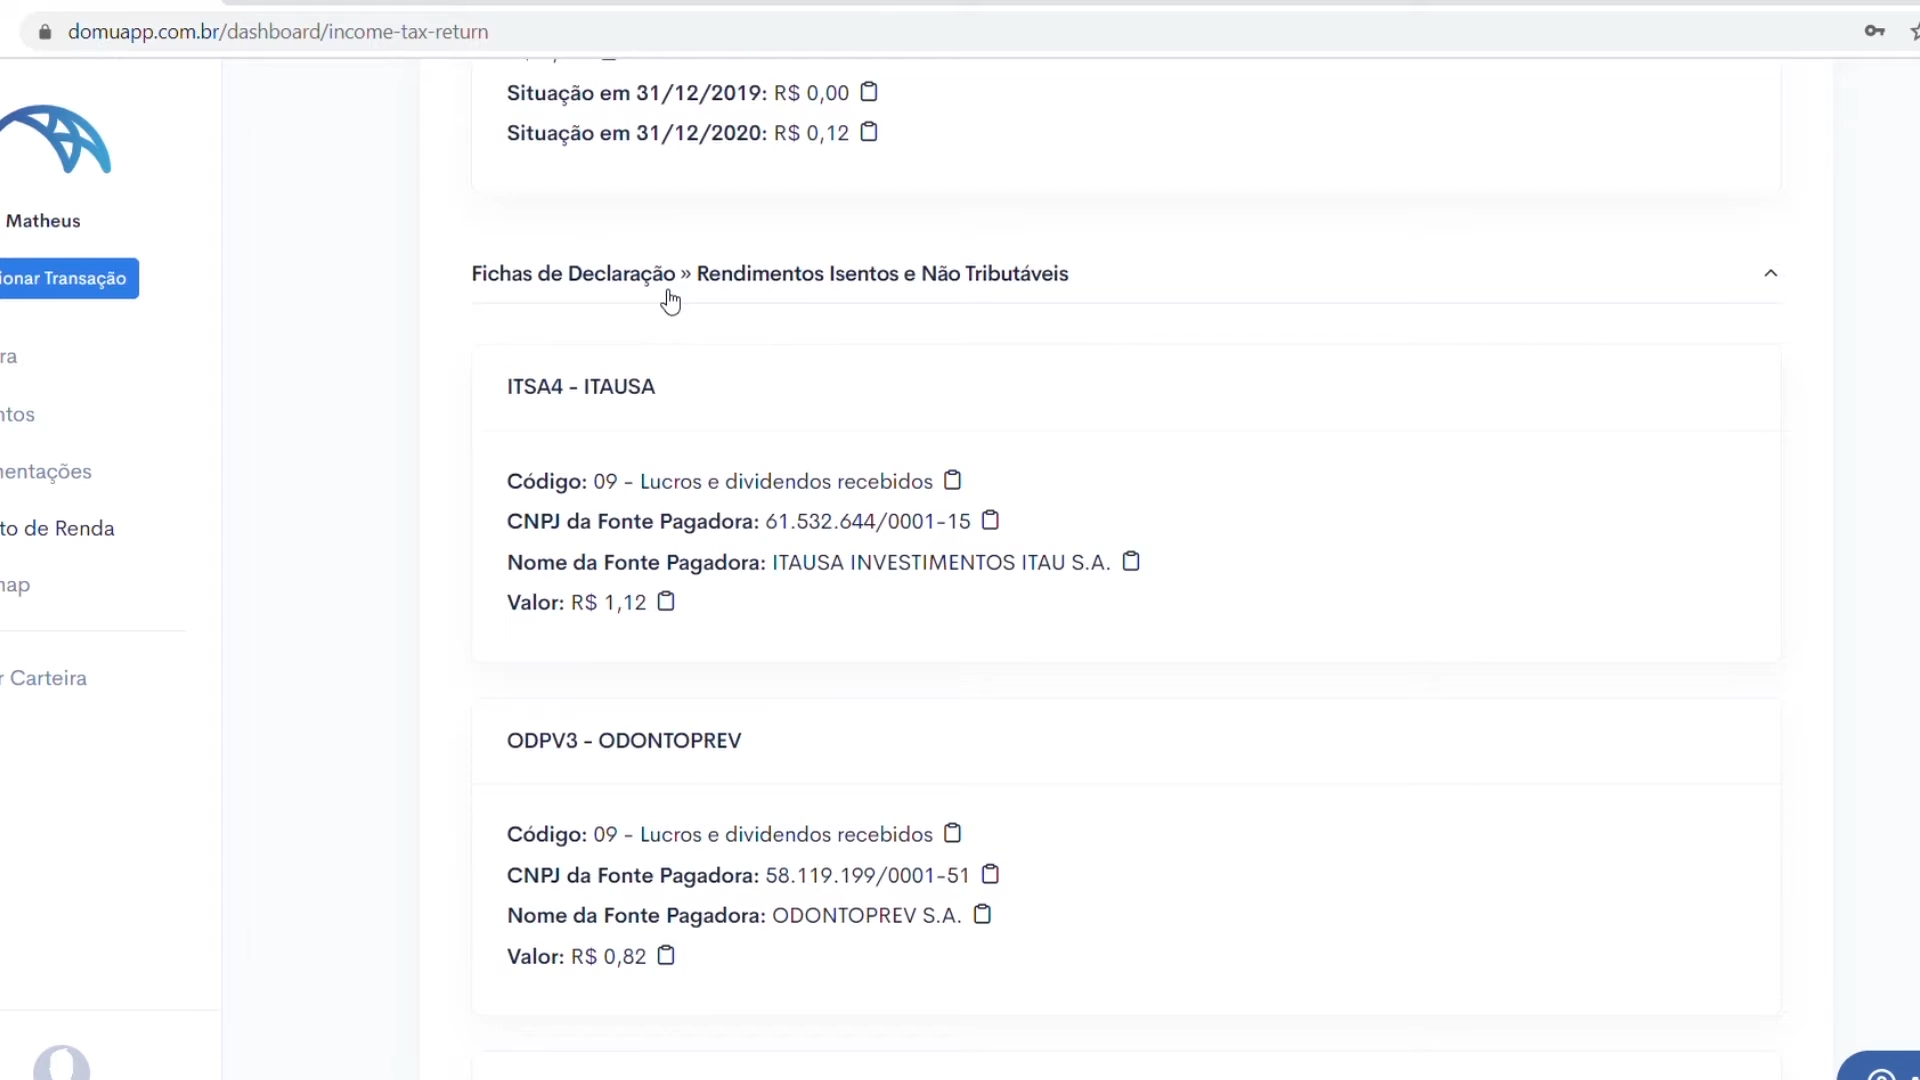 domuapp.com.br/dashboard/income-tax-return
Matheus
ionar Transação
ra
ntos
nentações
to de Renda
nap
r Carteira
Situação em 31/12/2019: R$ 0,00
Situação em 31/12/2020: R$ 0,12
Fichas de Declaração » Rendimentos Isentos e Não Tributáveis
ITSA4 - ITAUSA
Código: 09 - Lucros e dividendos recebidos
CNPJ da Fonte Pagadora: 61.532.644/0001-15
Nome da Fonte Pagadora: ITAUSA INVESTIMENTOS ITAU S.A.
Valor: R$ 1,12
ODPV3 - ODONTOPREV
Código: 09 - Lucros e dividendos recebidos
CNPJ da Fonte Pagadora: 58.119.199/0001-51
Nome da Fonte Pagadora: ODONTOPREV S.A.
Valor: R$ 0,82